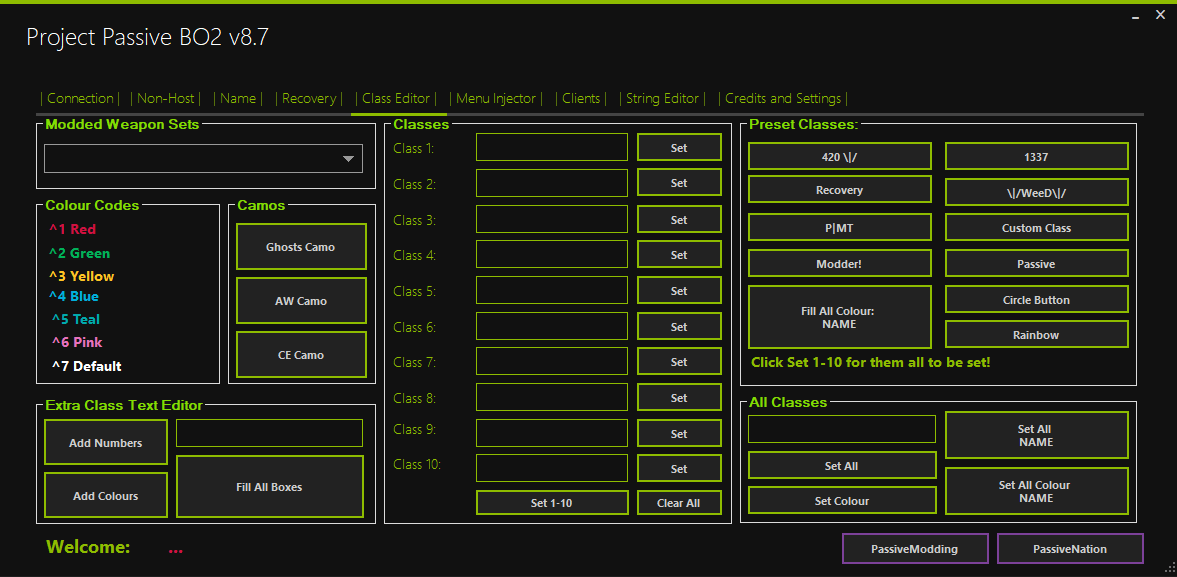 Project Passive BO2 v8.7
| Connection | | Non-Host | | Name | | Recovery | | Class Editor | | Menu Injector | | Clients | | String Editor | | Credits and Settings |
Modded Weapon Sets
Colour Codes
^1 Red
^2 Green
^3 Yellow
^4 Blue
^5 Teal
^6 Pink
^7 Default
Camos
Ghosts Camo
AW Camo
CE Camo
Extra Class Text Editor
Add Numbers
Add Colours
Fill All Boxes
Classes
Class 1: Set
Class 2: Set
Class 3: Set
Class 4: Set
Class 5: Set
Class 6: Set
Class 7: Set
Class 8: Set
Class 9: Set
Class 10: Set
Set 1-10 Clear All
Preset Classes:
420 \|/ 1337
Recovery \|/WeeD\|/
P|MT Custom Class
Modder! Passive
Fill All Colour:
NAME
Circle Button
Rainbow
Click Set 1-10 for them all to be set!
All Classes
Set All
Set Colour
Set All
NAME
Set All Colour
NAME
Welcome: ...
PassiveModding PassiveNation